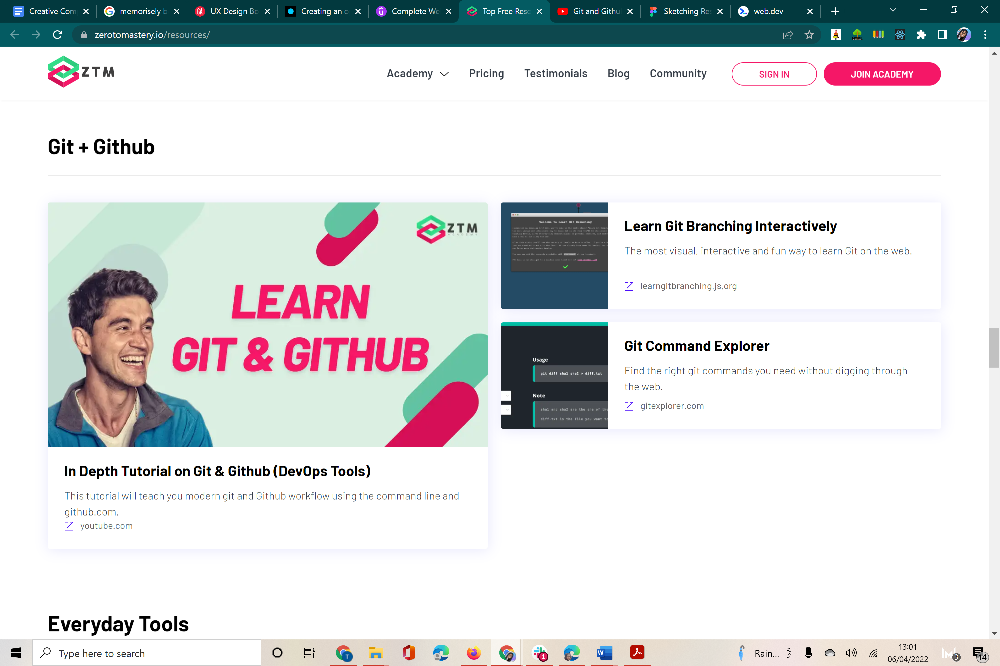 Creative Com
memorisely b
UX Design Bo
Creating an o
Complete We
Top Free Reso
Git and Githu
Sketching Res
web.dev
zerotomastery.io/resources/
ZTM
Academy
Pricing
Testimonials
Blog
Community
SIGN IN
JOIN ACADEMY
Git + Github
ZTM
ACADEMY
LEARN
GIT & GITHUB
In Depth Tutorial on Git & Github (DevOps Tools)
This tutorial will teach you modern git and Github workflow using the command line and
github.com.
youtube.com
Welcome to Learn Git Branching
Learn Git Branching Interactively
The most visual, interactive and fun way to learn Git on the web.
learngitbranching.js.org
Usage
git diff sha1 sha2 > diff.txt
Note
sha1 and sha2 are the sha of the
diff.txt is the file you want to
Git Command Explorer
Find the right git commands you need without digging through
the web.
gitexplorer.com
Everyday Tools
Type here to search
Rain...
13:01
06/04/2022
3
14